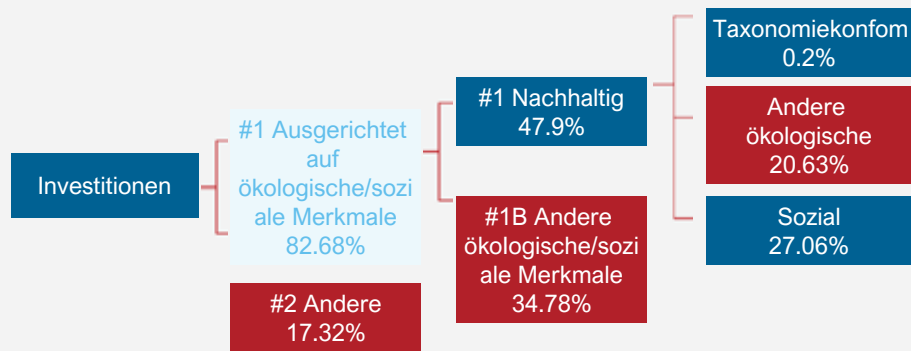 Investitionen
#1 Ausgerichtet
auf
ökologische/sozi
ale Merkmale
82.68%
#2 Andere
17.32%
#1 Nachhaltig
47.9%
#1B Andere
ökologische/sozi
ale Merkmale
34.78%
Taxonomiekonfom
0.2%
Andere
ökologische
20.63%
Sozial
27.06%